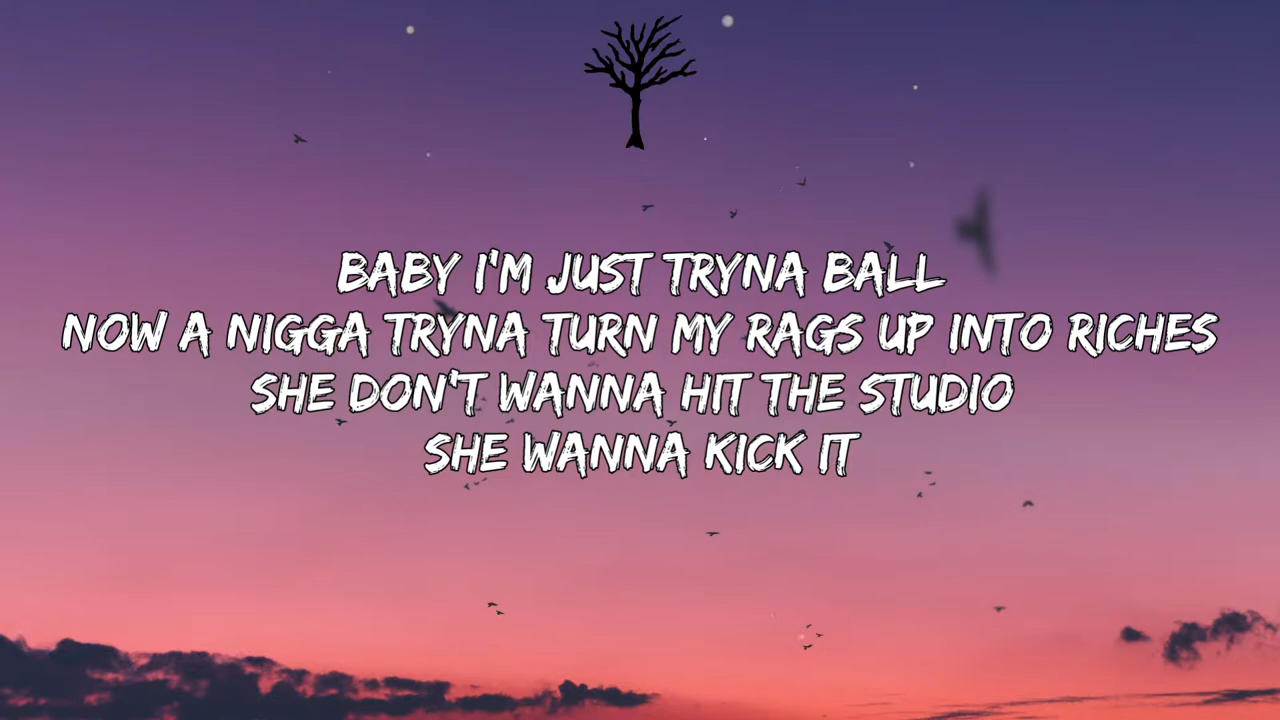 BABY I'M JUST TRYNA BALL
NOW A NIGGA TRYNA TURN MY RAGS UP INTO RICHES
SHE DON'T WANNA HIT THE STUDIO
SHE WANNA KICK IT